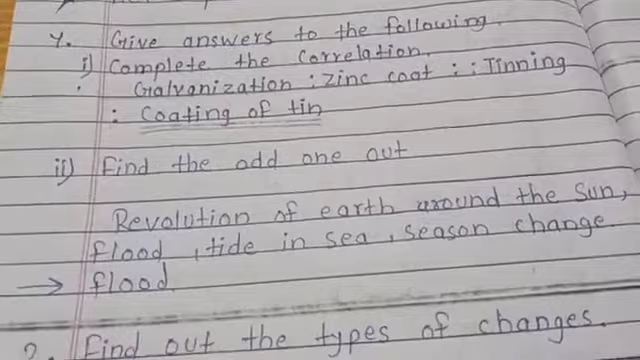 Y. Give answers to the following.
i) Complete the Correlation.
Galvanization : Zinc coat : : Tinning
: Coating of tin
ii) Find the add one out
Revolution of earth around the Sun,
flood , tide in sea , season change
→ flood.
2. Find out the types of changes.